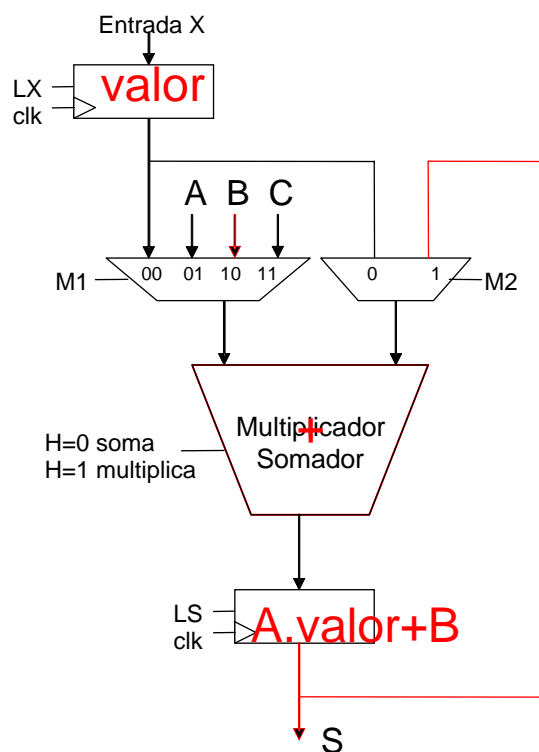 Entrada X
LX
clk
valor
A B C
00 01 10 11
0 1
M1
M2
Multiplicador
+
Somador
H=0 soma
H=1 multiplica
LS
clk
A.valor+B
S